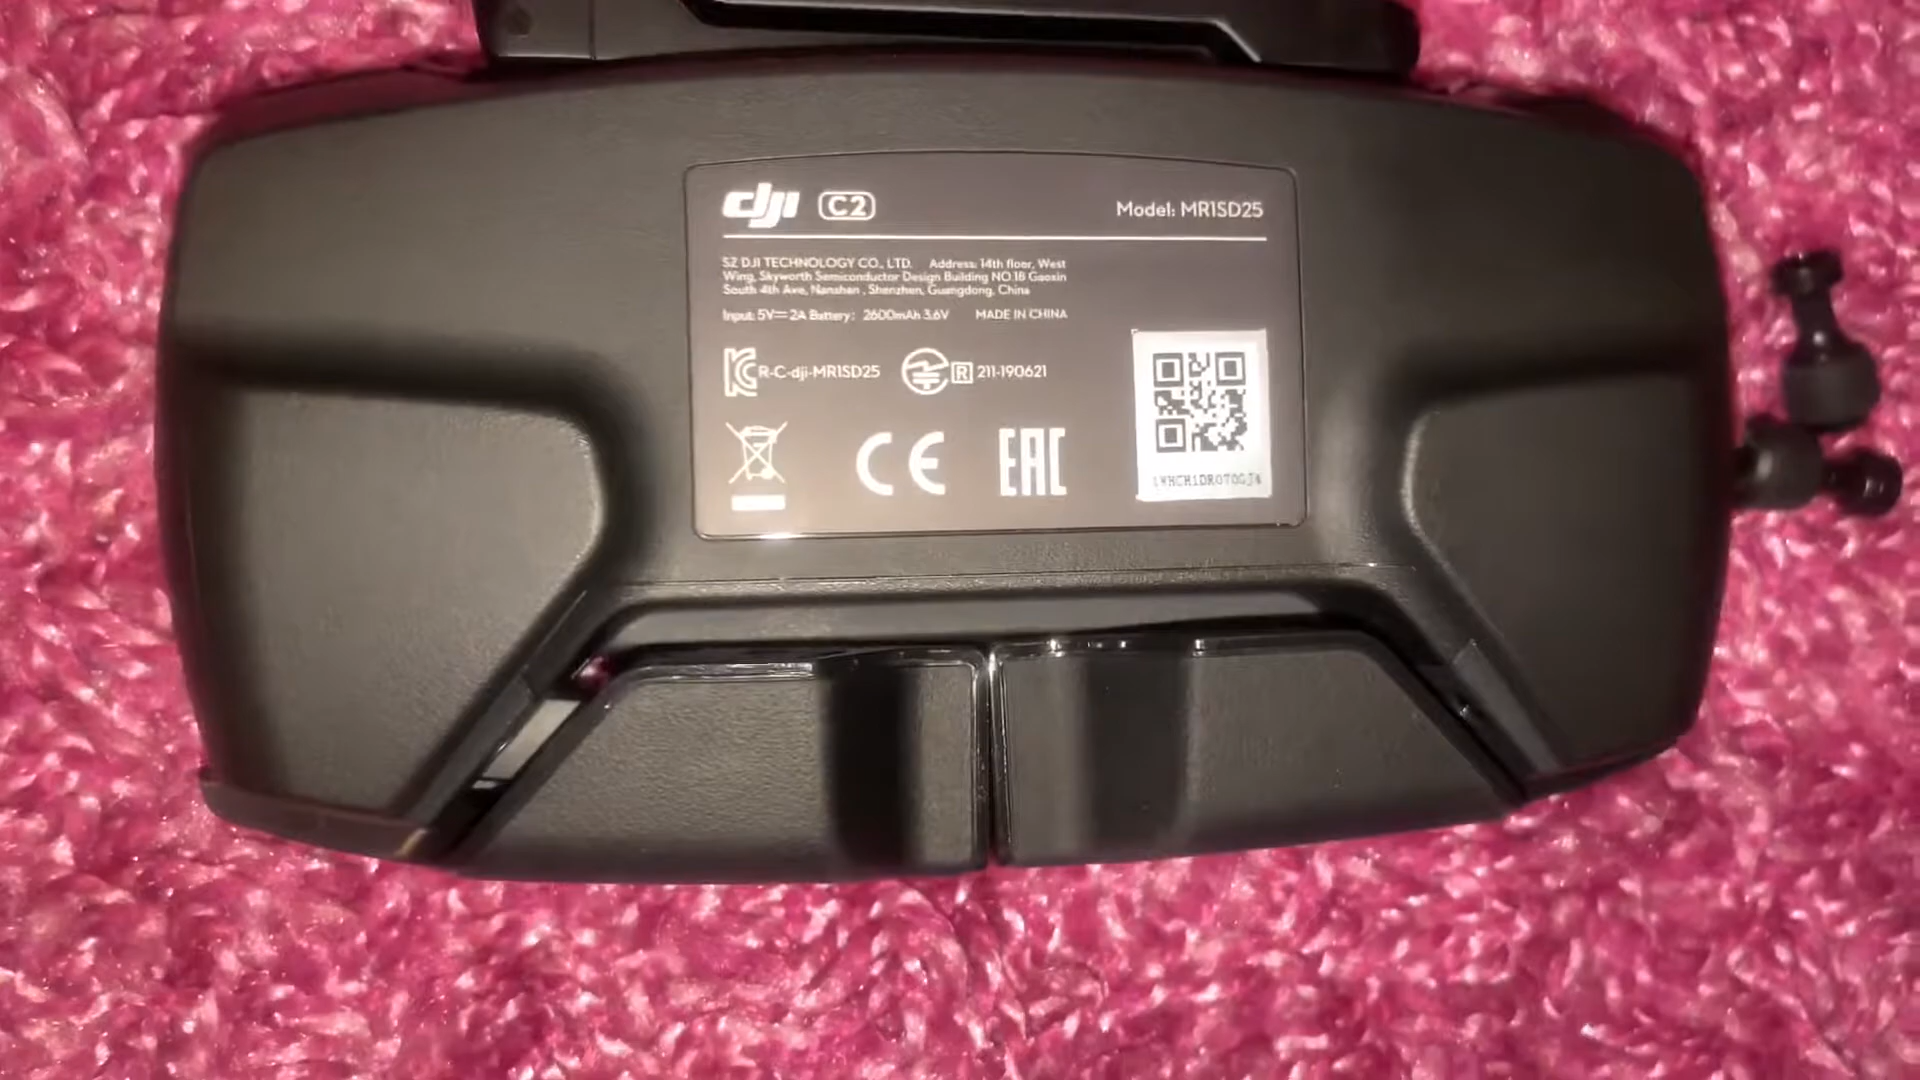 dji C2
Model: MR1SD25
SZ DJI TECHNOLOGY CO., LTD. Address: 14th floor, West
Wing, Skyworth Semiconductor Design Building NO.18 Gaoxin
South 4th Ave, Nanshan , Shenzhen, Guangdong, China
Input: 5V⎓2A Battery: 2600mAh 3.6V MADE IN CHINA
R-C-dji-MR1SD25 R 211-190621
CE EAC